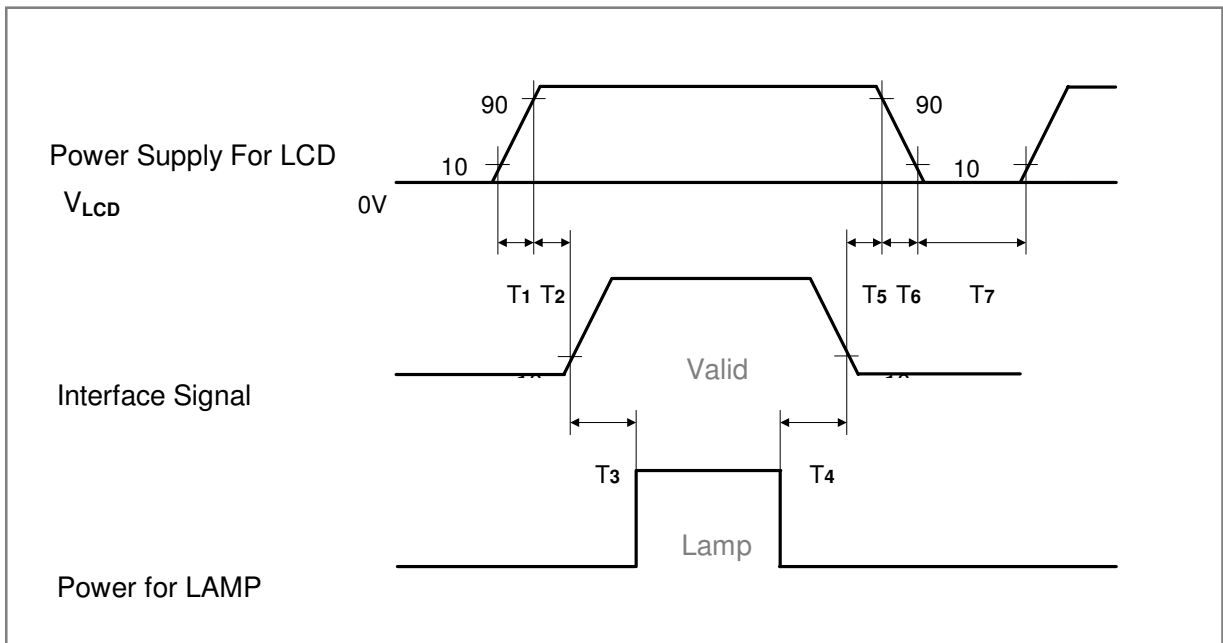 90 90
Power Supply For LCD 10 10
VLCD 0V
T1 T2 T5 T6 T7
Valid
Interface Signal
T3 T4
Lamp
Power for LAMP